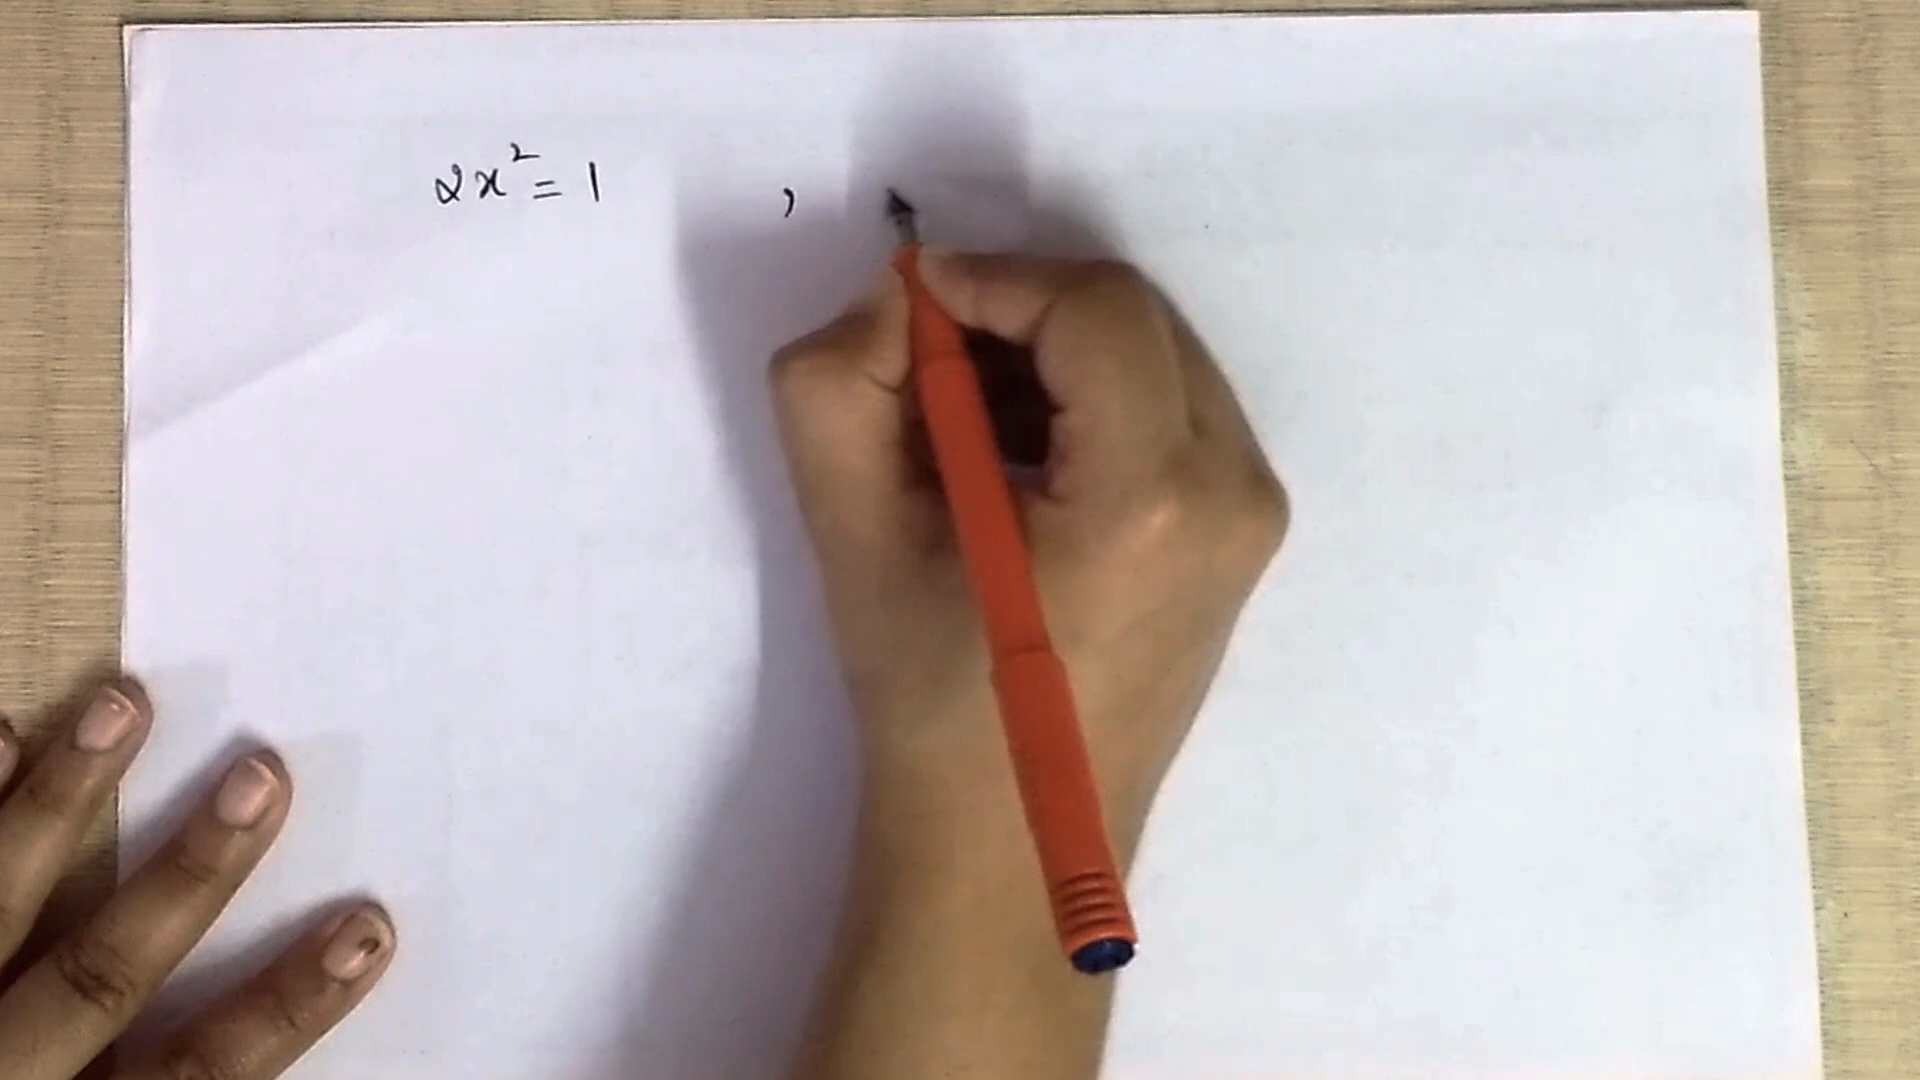 2x² = 1 ,